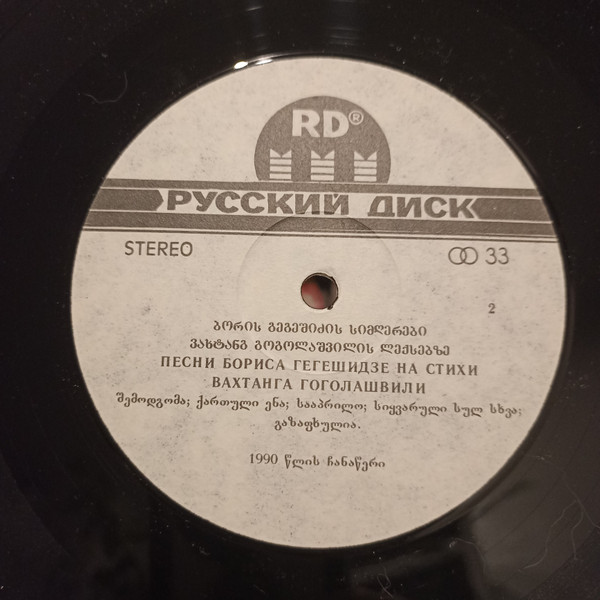 RD®
РУССКИЙ ДИСК
STEREO
33
2
ბორის გეგეშიძის სიმღერები
ვახტანგ გოგოლაშვილის ლექსებზე
ПЕСНИ БОРИСА ГЕГЕШИДЗЕ НА СТИХИ
ВАХТАНГА ГОГОЛАШВИЛИ
შემოდგომა; ქართული ენა; სააპრილო; სიყვარული სულ სხვა;
გაზაფხულია.
1990 წლის ჩანაწერი